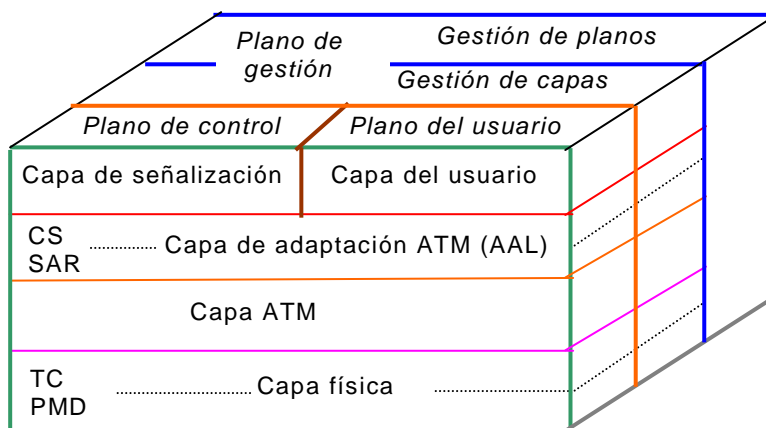 Plano de
gestión
Gestión de planos
Gestión de capas
Plano de control
Plano del usuario
Capa de señalización
Capa del usuario
CS
SAR
Capa de adaptación ATM (AAL)
Capa ATM
TC
PMD
Capa física